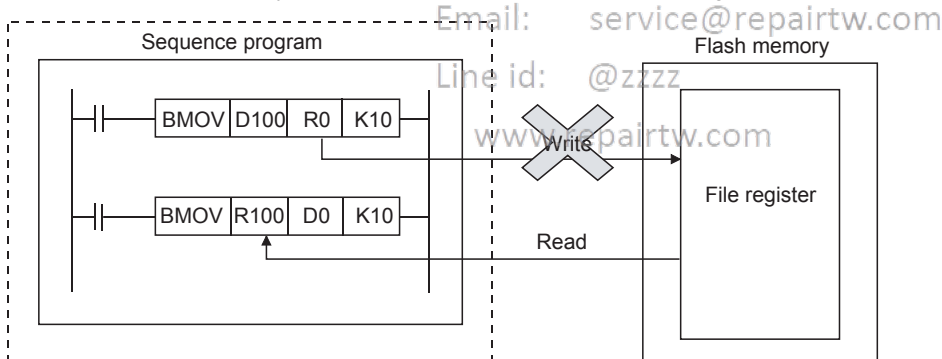 Email: service@repairtw.com
Sequence program
Flash memory
Line id: @zzzz
BMOV D100 R0 K10
www.repairtw.com
Write
File register
BMOV R100 D0 K10
Read